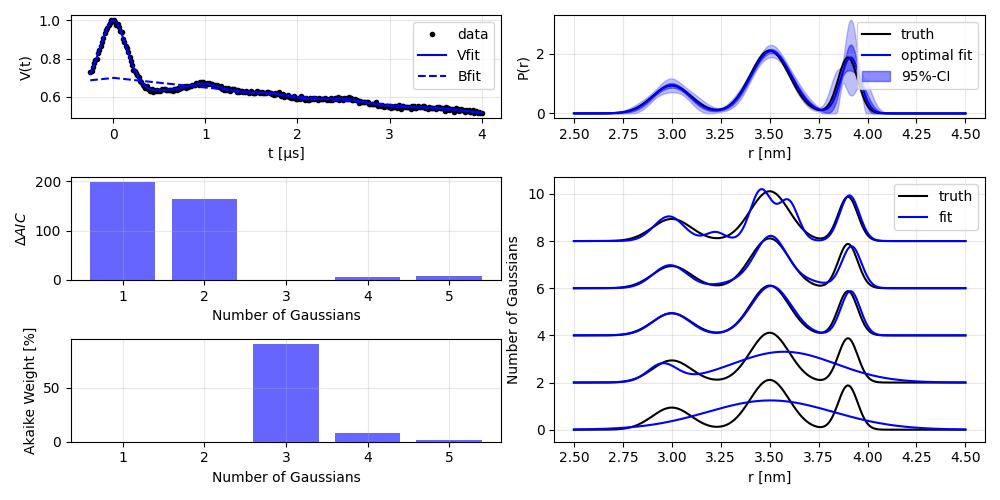 V(t)
1.0
0.8
0.6
data
Vfit
Bfit
0 1 2 3 4
t [µs]
P(r)
2
0
truth
optimal fit
95%-CI
2.50 2.75 3.00 3.25 3.50 3.75 4.00 4.25 4.50
r [nm]
ΔAIC
200
100
0
1 2 3 4 5
Number of Gaussians
Akaike Weight [%]
50
0
1 2 3 4 5
Number of Gaussians
Number of Gaussians
10
8
6
4
2
0
truth
fit
2.50 2.75 3.00 3.25 3.50 3.75 4.00 4.25 4.50
r [nm]